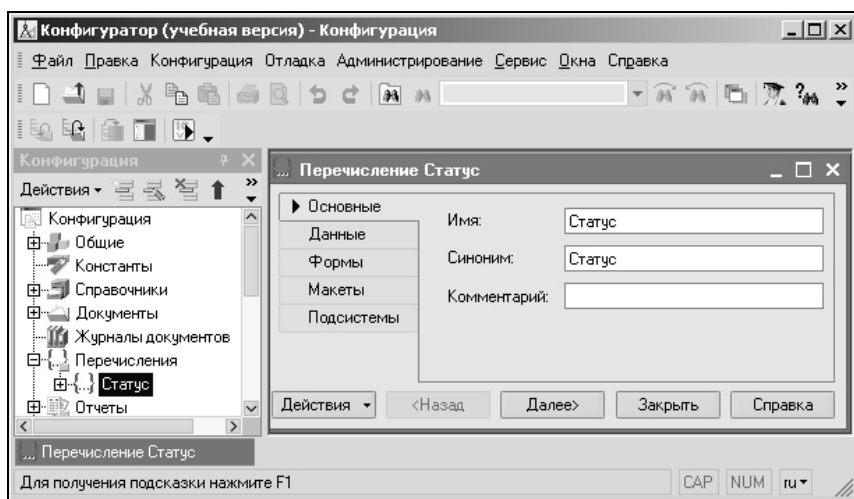 Конфигуратор (учебная версия) - Конфигурация
Файл Правка Конфигурация Отладка Администрирование Сервис Окна Справка
Конфигурация
Действия
Конфигурация
Общие
Константы
Справочники
Документы
Журналы документов
Перечисления
Статус
Отчеты
Перечисление Статус
Основные
Данные
Формы
Макеты
Подсистемы
Имя: Статус
Синоним: Статус
Комментарий:
Действия <Назад Далее> Закрыть Справка
Перечисление Статус
Для получения подсказки нажмите F1 CAP NUM ru